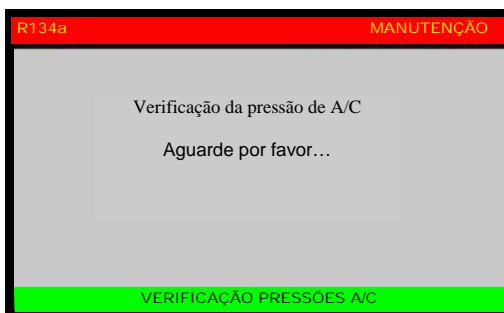 R134a MANUTENÇÃO
Verificação da pressão de A/C
Aguarde por favor…
VERIFICAÇÃO PRESSÕES A/C